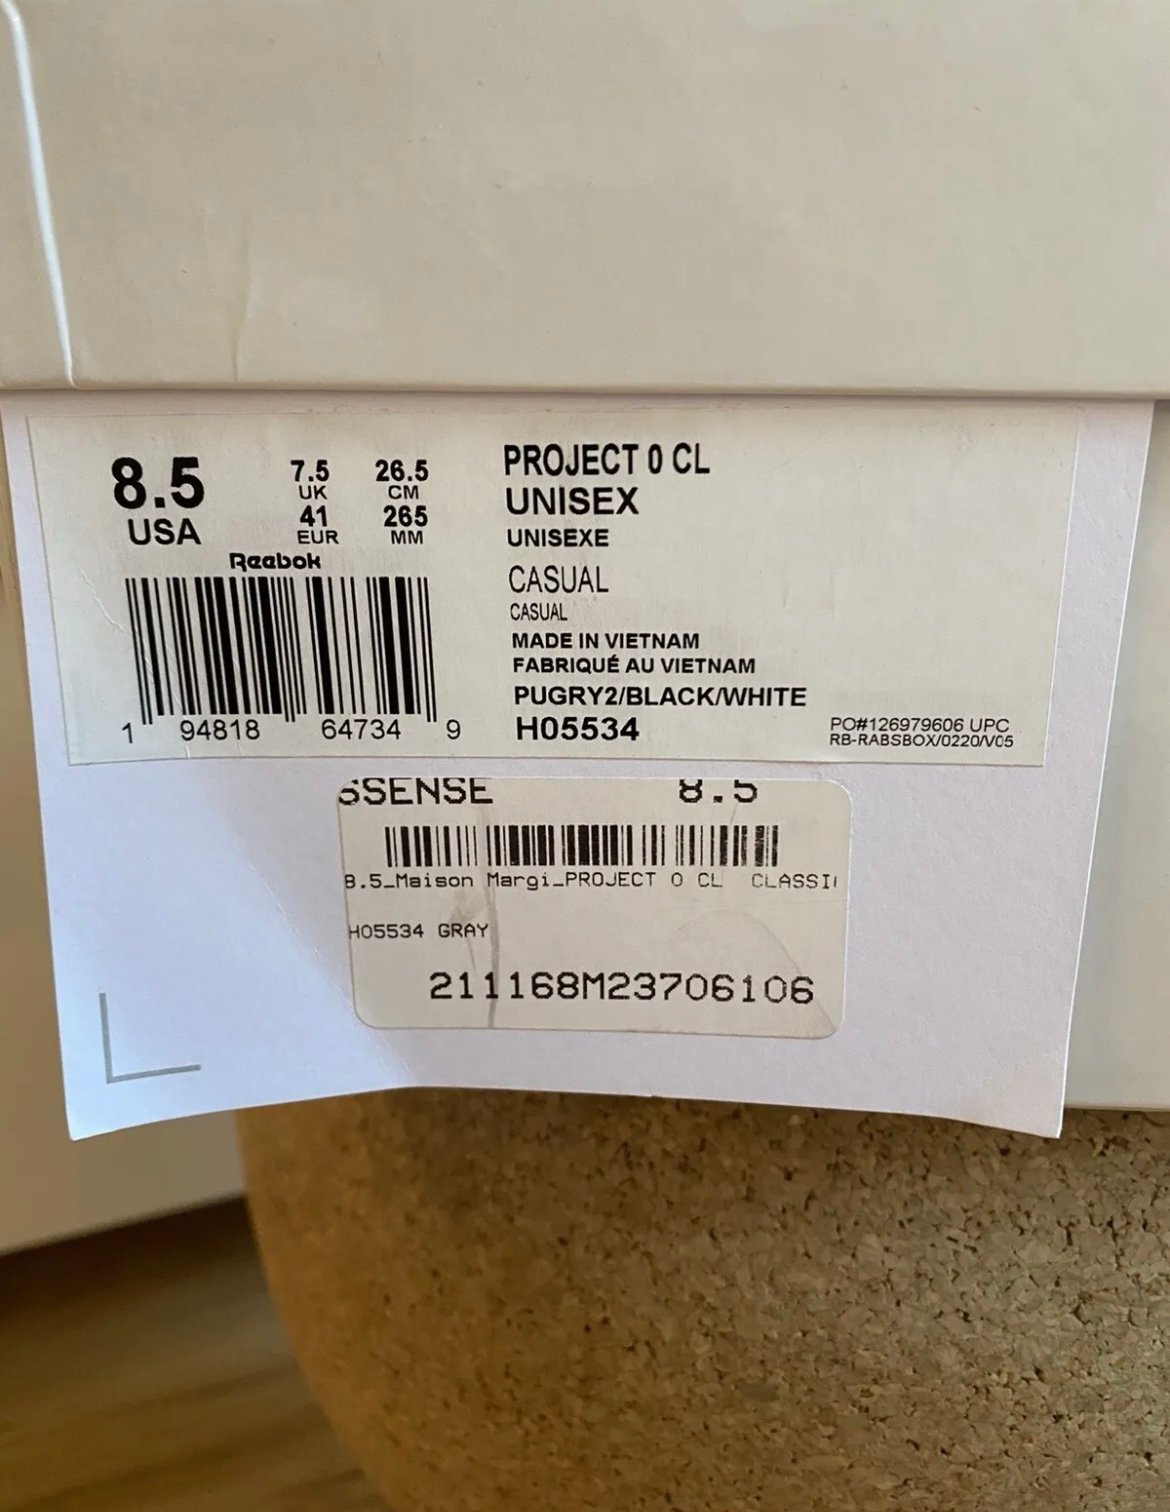 8.5
USA
7.5
UK
41
EUR
26.5
CM
265
MM
Reebok
1 94818 64734 9
PROJECT 0 CL
UNISEX
UNISEXE
CASUAL
CASUAL
MADE IN VIETNAM
FABRIQUÉ AU VIETNAM
PUGRY2/BLACK/WHITE
H05534
PO#126979606 UPC
RB-RABSBOX/0220/V05
SSENSE 8.5
8.5_Maison Margi_PROJECT 0 CL CLASSI
H05534 GRAY
211168M23706106